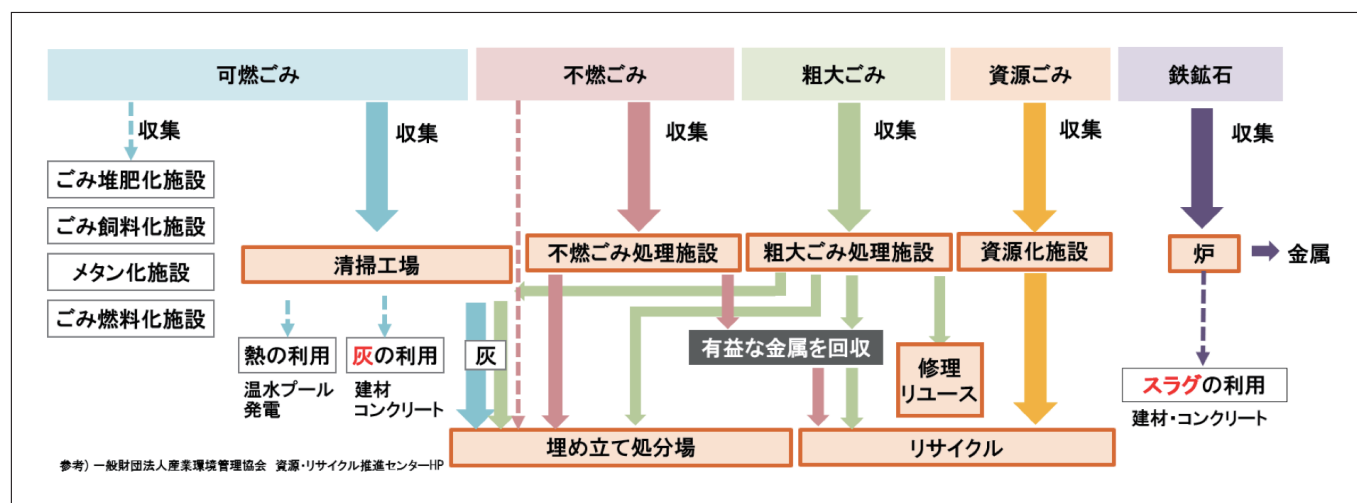 可燃ごみ
不燃ごみ
粗大ごみ
資源ごみ
鉄鉱石
収集
収集
収集
収集
収集
収集
ごみ堆肥化施設
ごみ飼料化施設
メタン化施設
ごみ燃料化施設
清掃工場
不燃ごみ処理施設
粗大ごみ処理施設
資源化施設
炉
金属
熱の利用
温水プール
発電
灰の利用
建材
コンクリート
灰
有益な金属を回収
修理
リユース
スラグの利用
建材・コンクリート
埋め立て処分場
リサイクル
参考）一般財団法人産業環境管理協会 資源・リサイクル推進センターHP